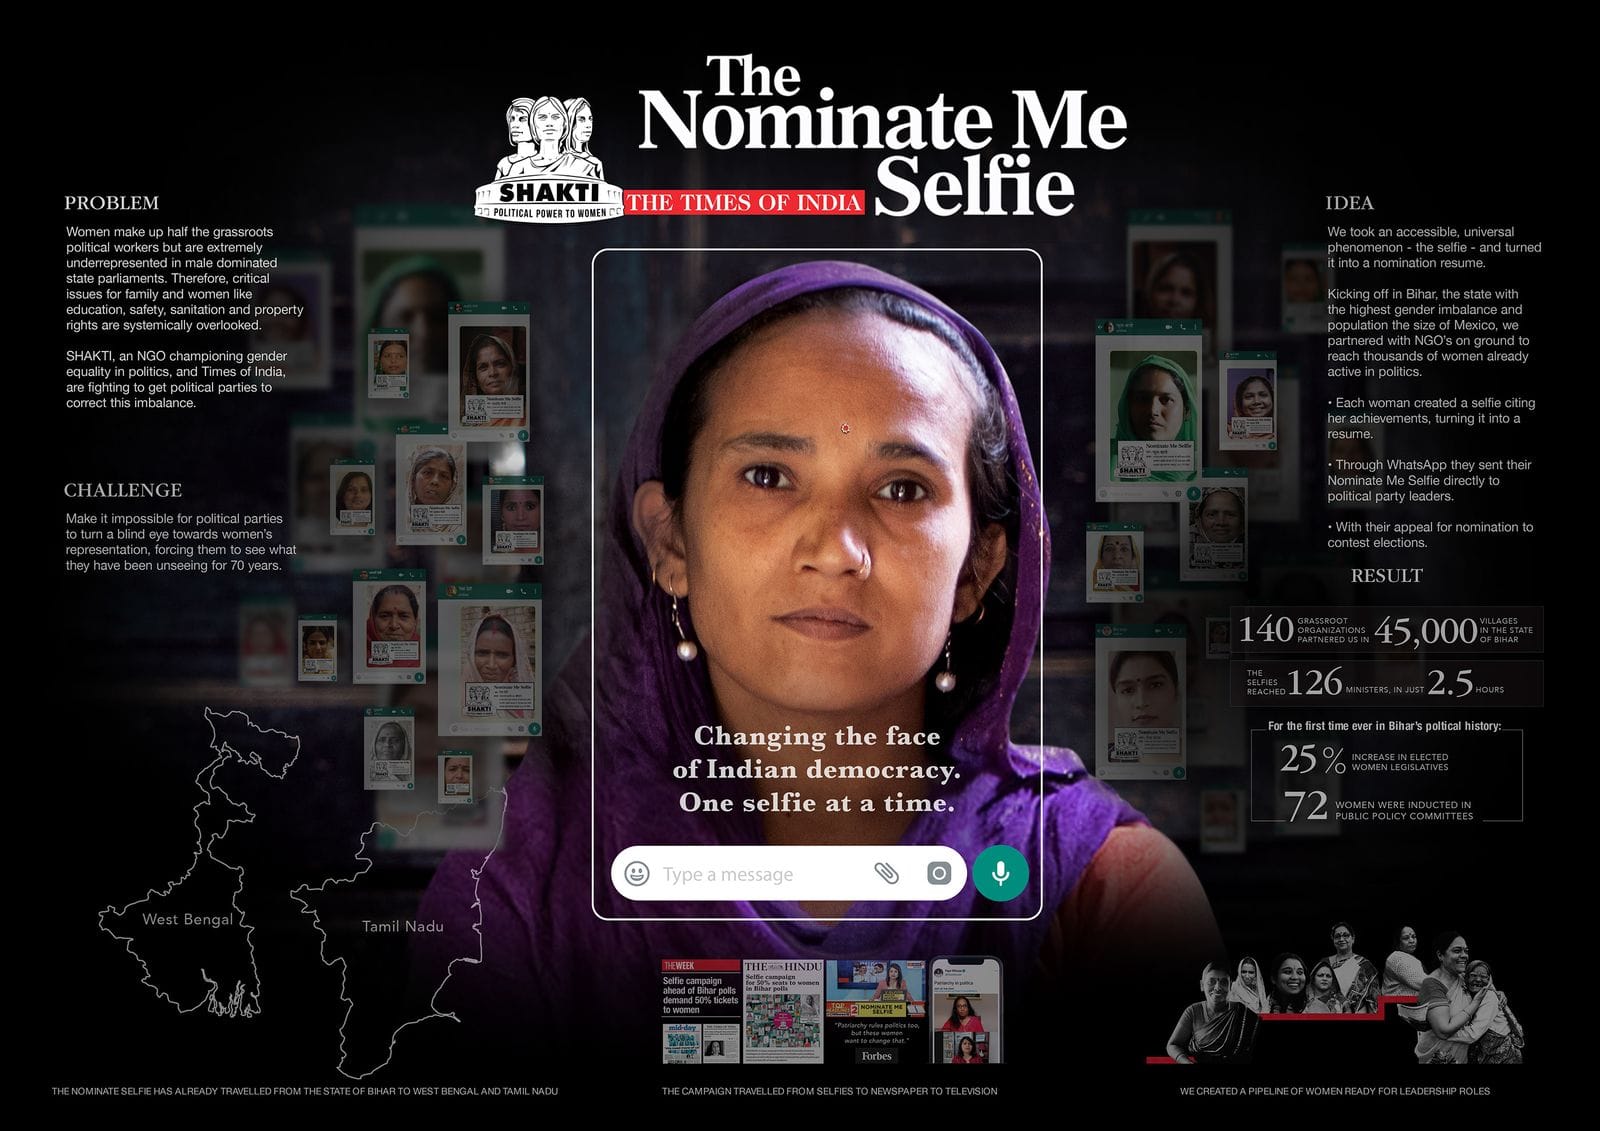 The
Nominate Me
Selfie
SHAKTI
POLITICAL POWER TO WOMEN
THE TIMES OF INDIA
PROBLEM
Women make up half the grassroots
political workers but are extremely
underrepresented in male dominated
state parliaments. Therefore, critical
issues for family and women like
education, safety, sanitation and property
rights are systemically overlooked.
SHAKTI, an NGO championing gender
equality in politics, and Times of India,
are fighting to get political parties to
correct this imbalance.
CHALLENGE
Make it impossible for political parties
to turn a blind eye towards women's
representation, forcing them to see what
they have been unseeing for 70 years.
IDEA
We took an accessible, universal
phenomenon - the selfie - and turned
it into a nomination resume.
Kicking off in Bihar, the state with
the highest gender imbalance and
population the size of Mexico, we
partnered with NGO's on ground to
reach thousands of women already
active in politics.
• Each woman created a selfie citing
her achievements, turning it into a
resume.
• Through WhatsApp they sent their
Nominate Me Selfie directly to
political party leaders.
• With their appeal for nomination to
contest elections.
RESULT
140 GRASSROOT ORGANIZATIONS PARTNERED US IN 45,000 VILLAGES IN THE STATE OF BIHAR
THE SELFIES REACHED 126 MINISTERS, IN JUST 2.5 HOURS
For the first time ever in Bihar's poltical history:
25% INCREASE IN ELECTED WOMEN LEGISLATIVES
72 WOMEN WERE INDUCTED IN PUBLIC POLICY COMMITTEES
Changing the face
of Indian democracy.
One selfie at a time.
Type a message
West Bengal
Tamil Nadu
THE WEEK
Selfie campaign
ahead of Bihar polls
demand 50% tickets
to women
mid-day
THE HINDU
Selfie campaign
for 50% seats to women
in Bihar polls
NOMINATE ME
SELFIE
"Patriarchy rules politics too,
but these women
want to change that."
Forbes
Patriarchy in politics
THE NOMINATE SELFIE HAS ALREADY TRAVELLED FROM THE STATE OF BIHAR TO WEST BENGAL AND TAMIL NADU
THE CAMPAIGN TRAVELLED FROM SELFIES TO NEWSPAPER TO TELEVISION
WE CREATED A PIPELINE OF WOMEN READY FOR LEADERSHIP ROLES